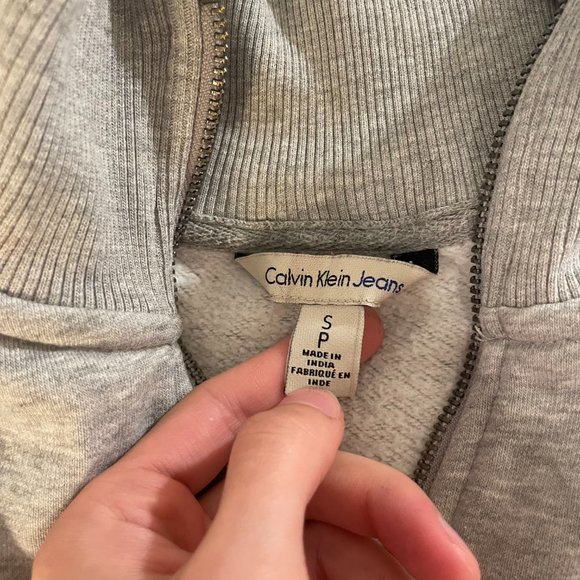 Calvin Klein Jeans
S
P
MADE IN
INDIA
FABRIQUÉ EN
INDE